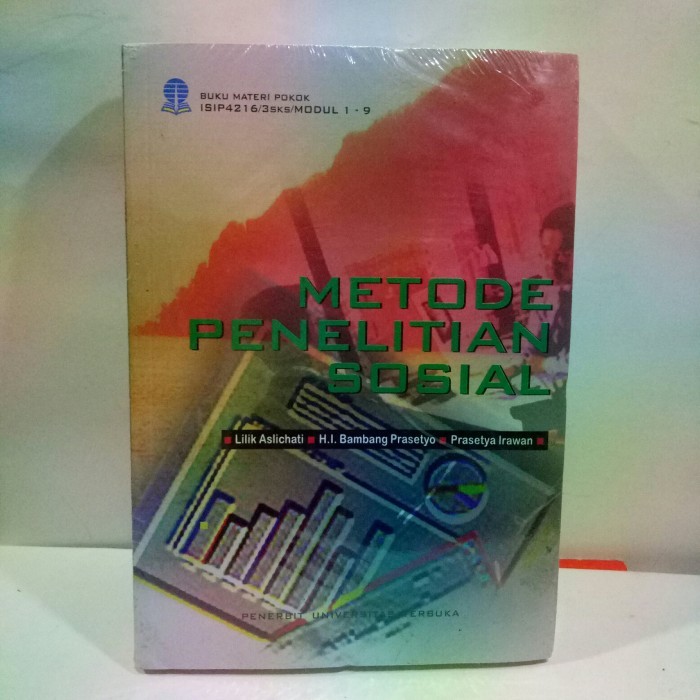 BUKU MATERI POKOK
ISIP4216/3SKS/MODUL 1 - 9
METODE
PENELITIAN
SOSIAL
Lilik Aslichati ■ H.I. Bambang Prasetyo ■ Prasetya Irawan
PENERBIT UNIVERSITAS TERBUKA